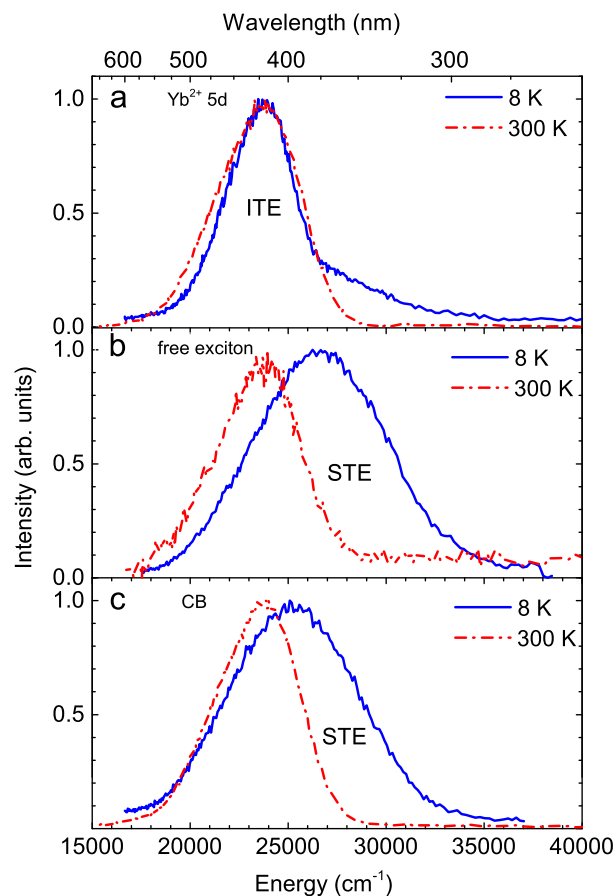 Wavelength (nm)
600 500 400 300
a Yb²⁺ 5d
8 K
300 K
ITE
1.0
0.5
0.0
b free exciton
8 K
300 K
STE
1.0
0.5
0.0
c CB
8 K
300 K
STE
1.0
0.5
Intensity (arb. units)
15000 20000 25000 30000 35000 40000
Energy (cm⁻¹)